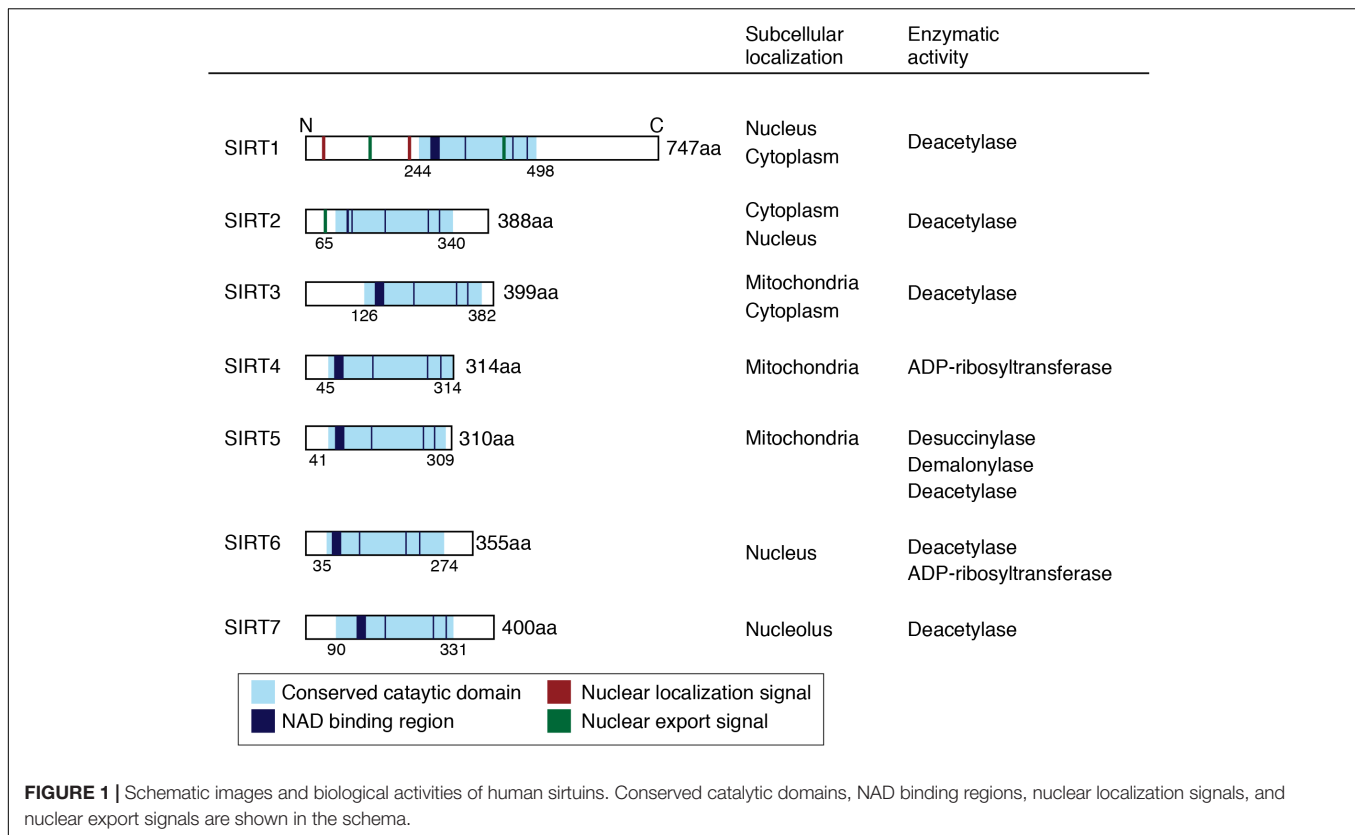 Subcellular localization
Enzymatic activity
N
C
SIRT1
747aa
244
498
Nucleus
Cytoplasm
Deacetylase
SIRT2
388aa
65
340
Cytoplasm
Nucleus
Deacetylase
SIRT3
399aa
126
382
Mitochondria
Cytoplasm
Deacetylase
SIRT4
314aa
45
314
Mitochondria
ADP-ribosyltransferase
SIRT5
310aa
41
309
Mitochondria
Desuccinylase
Demalonylase
Deacetylase
SIRT6
355aa
35
274
Nucleus
Deacetylase
ADP-ribosyltransferase
SIRT7
400aa
90
331
Nucleolus
Deacetylase
Conserved cataytic domain
Nuclear localization signal
NAD binding region
Nuclear export signal
FIGURE 1 | Schematic images and biological activities of human sirtuins. Conserved catalytic domains, NAD binding regions, nuclear localization signals, and
nuclear export signals are shown in the schema.